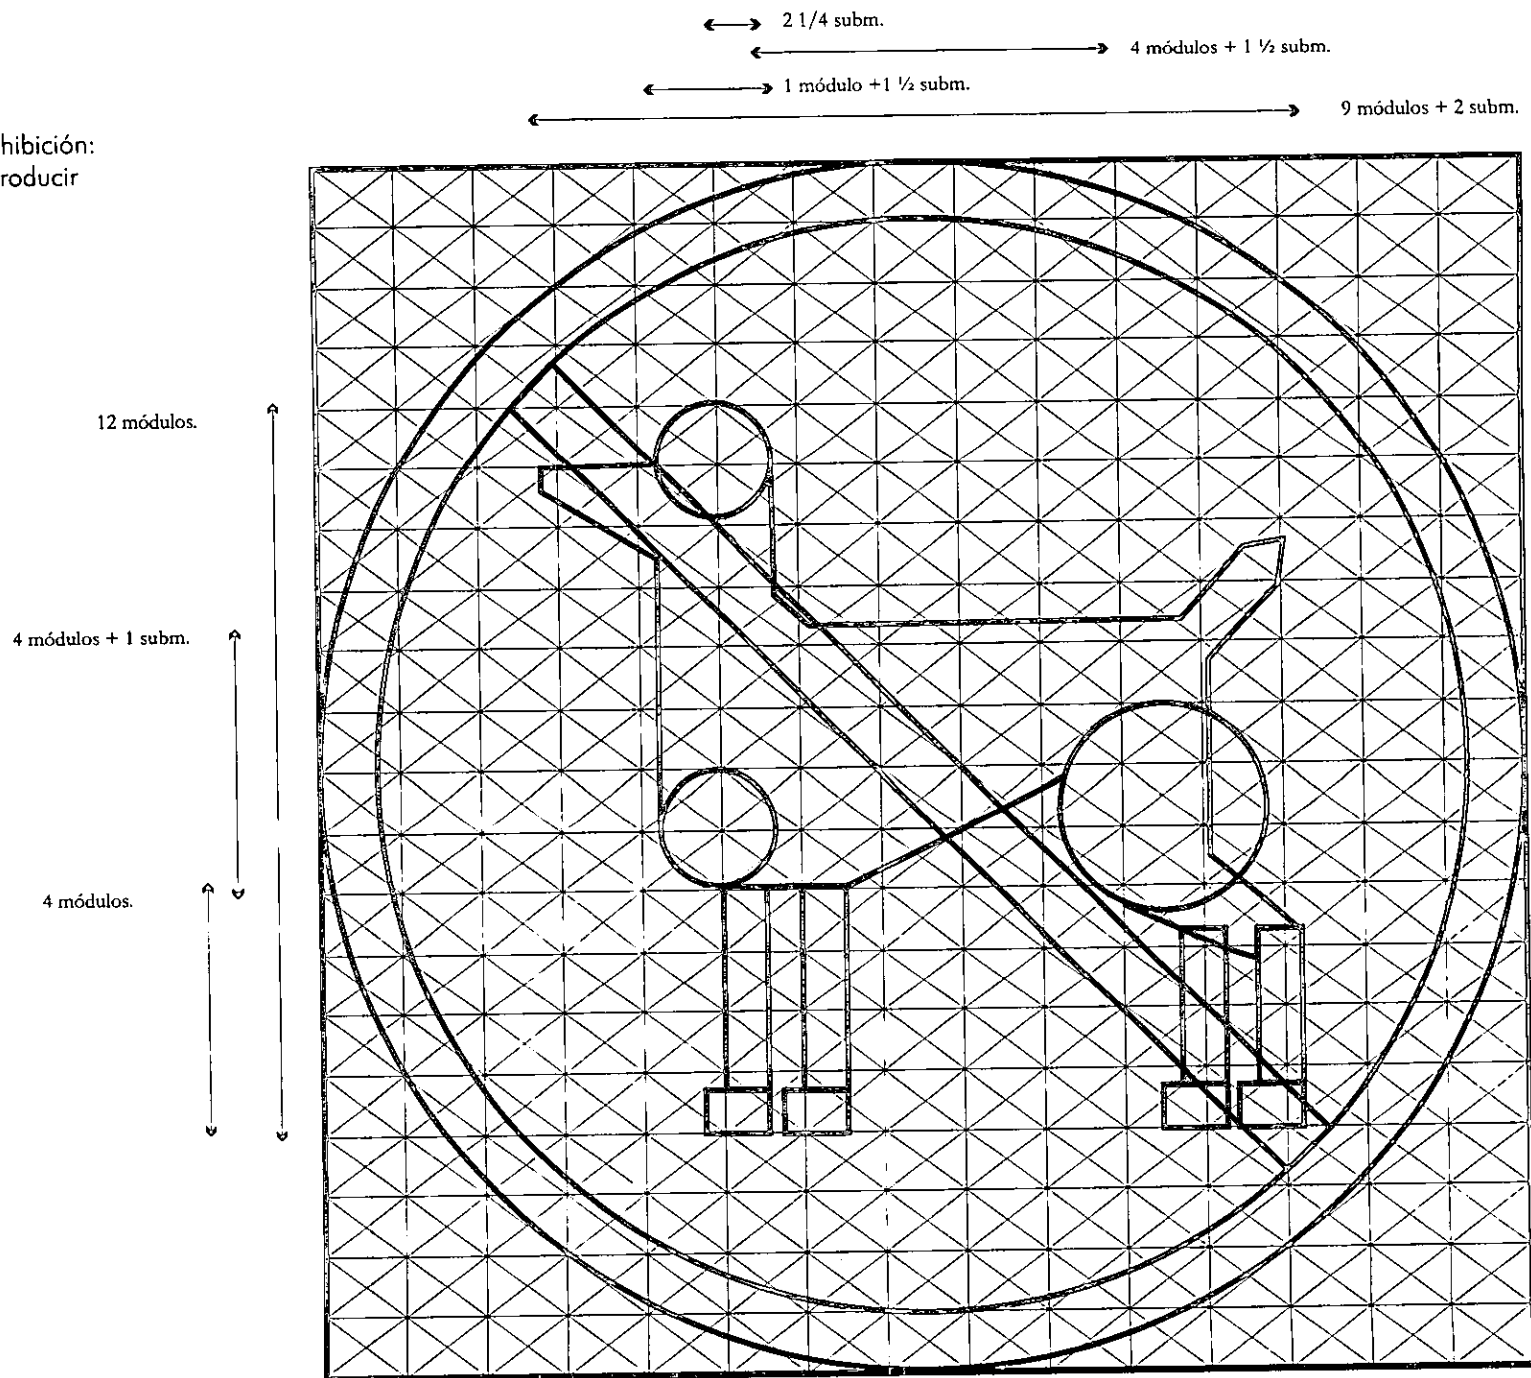 2 1/4 subm.
4 módulos + 1 ½ subm.
1 módulo +1 ½ subm.
9 módulos + 2 subm.
hibición:
roducir
12 módulos.
4 módulos + 1 subm.
4 módulos.